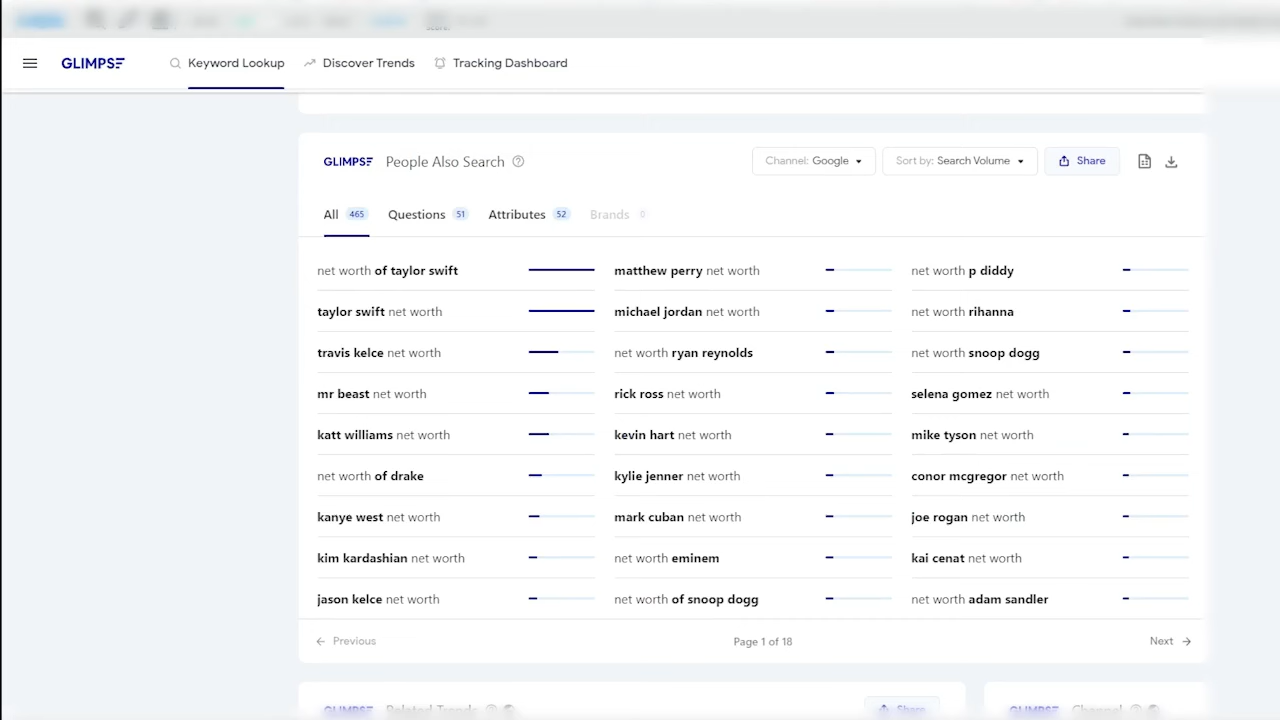 GLIMPSE
Keyword Lookup
Discover Trends
Tracking Dashboard
GLIMPSE People Also Search
Channel: Google
Sort by: Search Volume
Share
All 465
Questions 51
Attributes 52
Brands 0
net worth of taylor swift
taylor swift net worth
travis kelce net worth
mr beast net worth
katt williams net worth
net worth of drake
kanye west net worth
kim kardashian net worth
jason kelce net worth
matthew perry net worth
michael jordan net worth
net worth ryan reynolds
rick ross net worth
kevin hart net worth
kylie jenner net worth
mark cuban net worth
net worth eminem
net worth of snoop dogg
net worth p diddy
net worth rihanna
net worth snoop dogg
selena gomez net worth
mike tyson net worth
conor mcgregor net worth
joe rogan net worth
kai cenat net worth
net worth adam sandler
Previous
Page 1 of 18
Next
GLIMPSE Related Trends
Share
GLIMPSE Channel